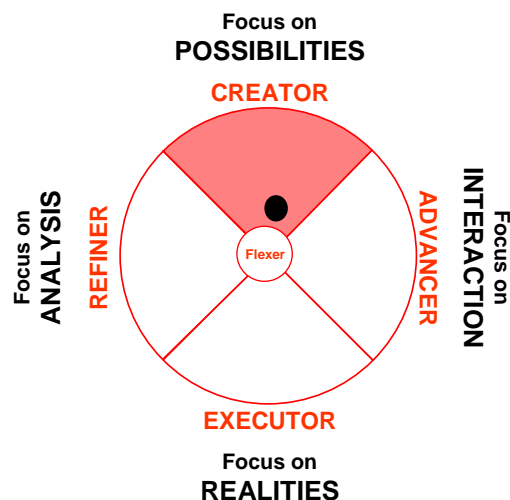 Focus on
POSSIBILITIES
CREATOR
Focus on
ANALYSIS
REFINER
Flexer
ADVANCER
Focus on
INTERACTION
EXECUTOR
Focus on
REALITIES